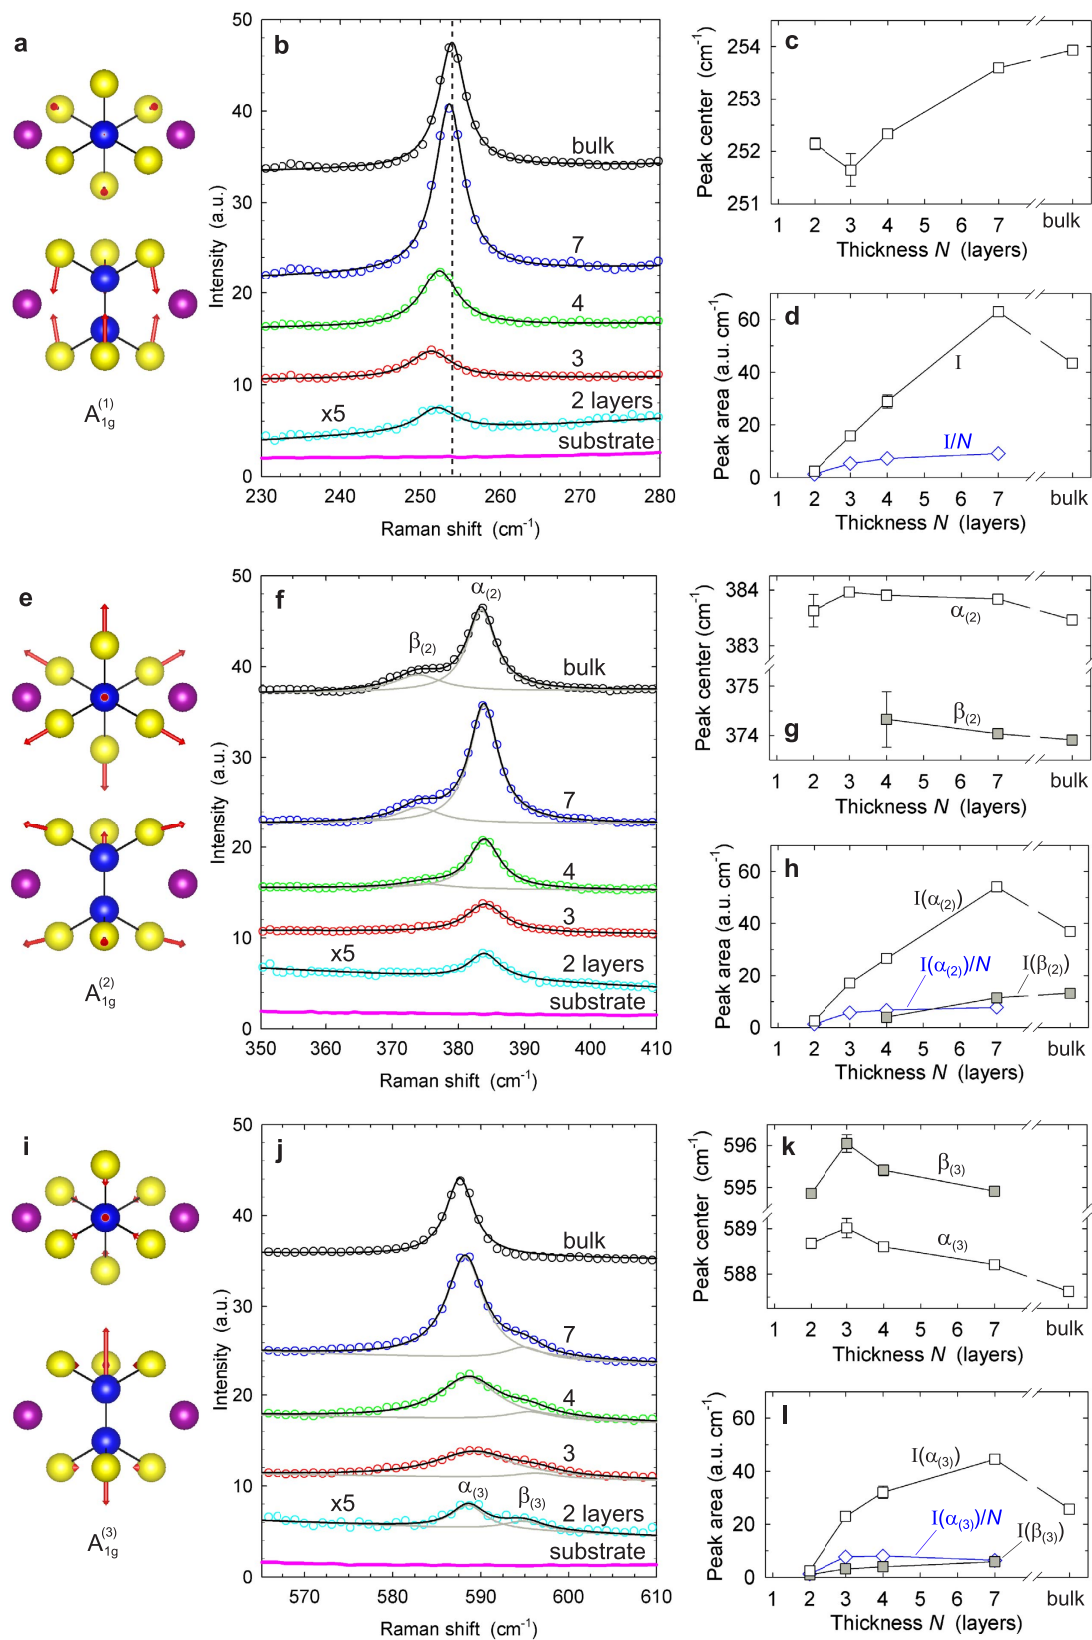 a
A1g(1)
b
50
40
30
20
10
0
Intensity (a.u.)
bulk
7
4
3
x5
2 layers
substrate
230 240 250 260 270 280
Raman shift (cm-1)
c
254
253
252
251
Peak center (cm-1)
1 2 3 4 5 6 7 bulk
Thickness N (layers)
d
60
40
20
0
Peak area (a.u. cm-1)
I
I/N
1 2 3 4 5 6 7 bulk
Thickness N (layers)
e
A1g(2)
f
50
40
30
20
10
0
Intensity (a.u.)
α(2)
β(2)
bulk
7
4
3
x5
2 layers
substrate
350 360 370 380 390 400 410
Raman shift (cm-1)
g
384
383
375
374
Peak center (cm-1)
α(2)
β(2)
1 2 3 4 5 6 7 bulk
Thickness N (layers)
h
60
40
20
0
Peak area (a.u. cm-1)
I(α(2))
I(α(2))/N
I(β(2))
1 2 3 4 5 6 7 bulk
Thickness N (layers)
i
A1g(3)
j
50
40
30
20
10
0
Intensity (a.u.)
bulk
7
4
3
α(3)
β(3)
x5
2 layers
substrate
570 580 590 600 610
Raman shift (cm-1)
k
596
595
589
588
Peak center (cm-1)
β(3)
α(3)
1 2 3 4 5 6 7 bulk
Thickness N (layers)
l
60
40
20
0
Peak area (a.u. cm-1)
I(α(3))
I(α(3))/N
I(β(3))
1 2 3 4 5 6 7 bulk
Thickness N (layers)